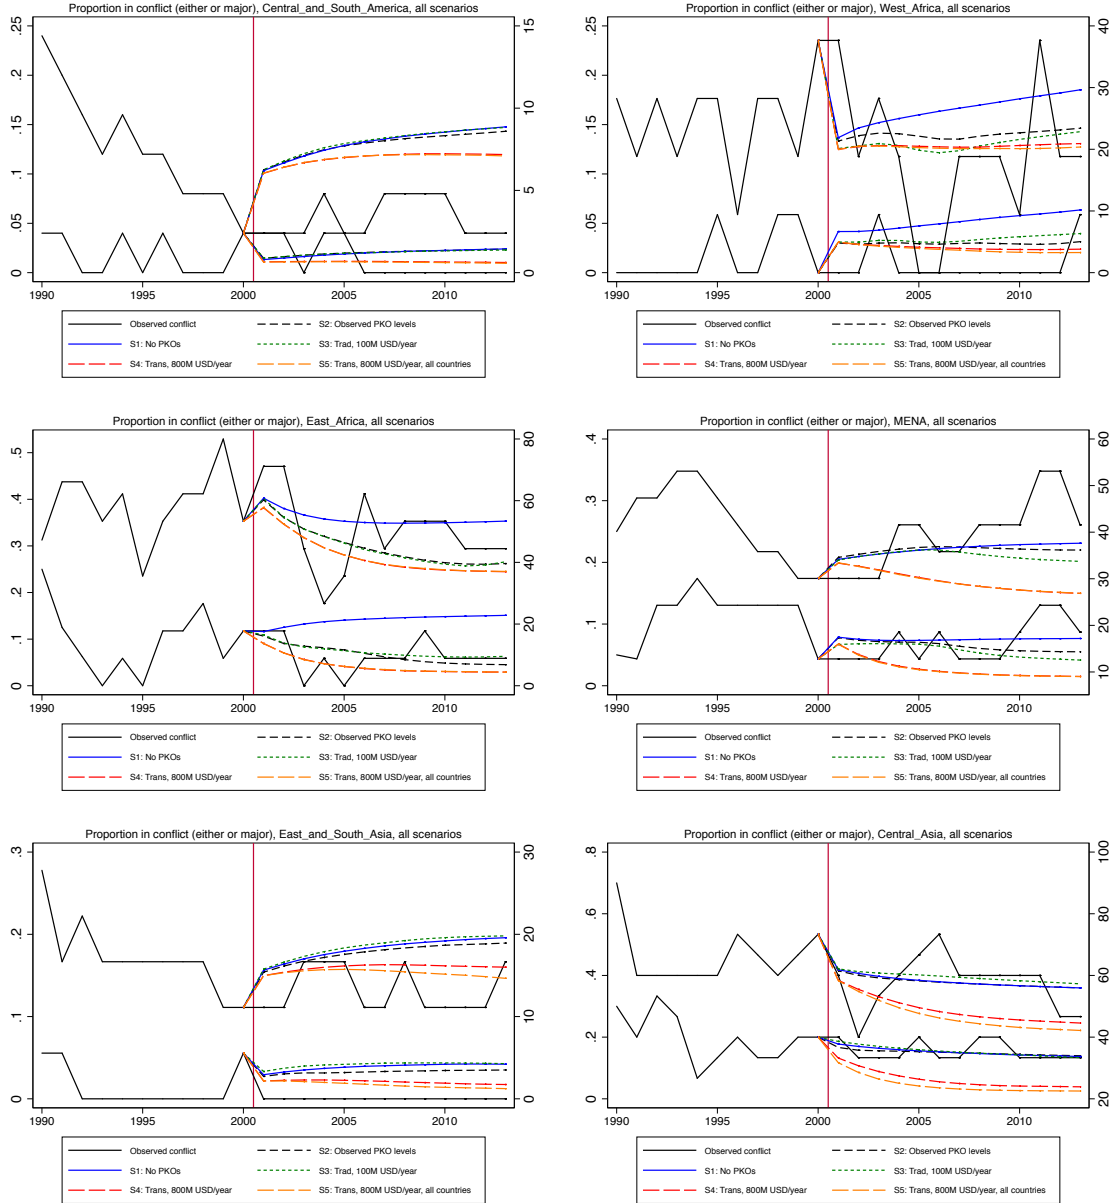 Proportion in conflict (either or major), Central_and_South_America, all scenarios
.25
.2
.15
.1
.05
0
15
10
5
0
1990 1995 2000 2005 2010
Observed conflict S2: Observed PKO levels
S1: No PKOs S3: Trad, 100M USD/year
S4: Trans, 800M USD/year S5: Trans, 800M USD/year, all countries
Proportion in conflict (either or major), West_Africa, all scenarios
.25
.2
.15
.1
.05
0
40
30
20
10
0
1990 1995 2000 2005 2010
Observed conflict S2: Observed PKO levels
S1: No PKOs S3: Trad, 100M USD/year
S4: Trans, 800M USD/year S5: Trans, 800M USD/year, all countries
Proportion in conflict (either or major), East_Africa, all scenarios
.5
.4
.3
.2
.1
0
80
60
40
20
0
1990 1995 2000 2005 2010
Observed conflict S2: Observed PKO levels
S1: No PKOs S3: Trad, 100M USD/year
S4: Trans, 800M USD/year S5: Trans, 800M USD/year, all countries
Proportion in conflict (either or major), MENA, all scenarios
.4
.3
.2
.1
0
60
50
40
30
20
10
1990 1995 2000 2005 2010
Observed conflict S2: Observed PKO levels
S1: No PKOs S3: Trad, 100M USD/year
S4: Trans, 800M USD/year S5: Trans, 800M USD/year, all countries
Proportion in conflict (either or major), East_and_South_Asia, all scenarios
.3
.2
.1
0
30
20
10
0
1990 1995 2000 2005 2010
Observed conflict S2: Observed PKO levels
S1: No PKOs S3: Trad, 100M USD/year
S4: Trans, 800M USD/year S5: Trans, 800M USD/year, all countries
Proportion in conflict (either or major), Central_Asia, all scenarios
.8
.6
.4
.2
0
100
80
60
40
20
1990 1995 2000 2005 2010
Observed conflict S2: Observed PKO levels
S1: No PKOs S3: Trad, 100M USD/year
S4: Trans, 800M USD/year S5: Trans, 800M USD/year, all countries